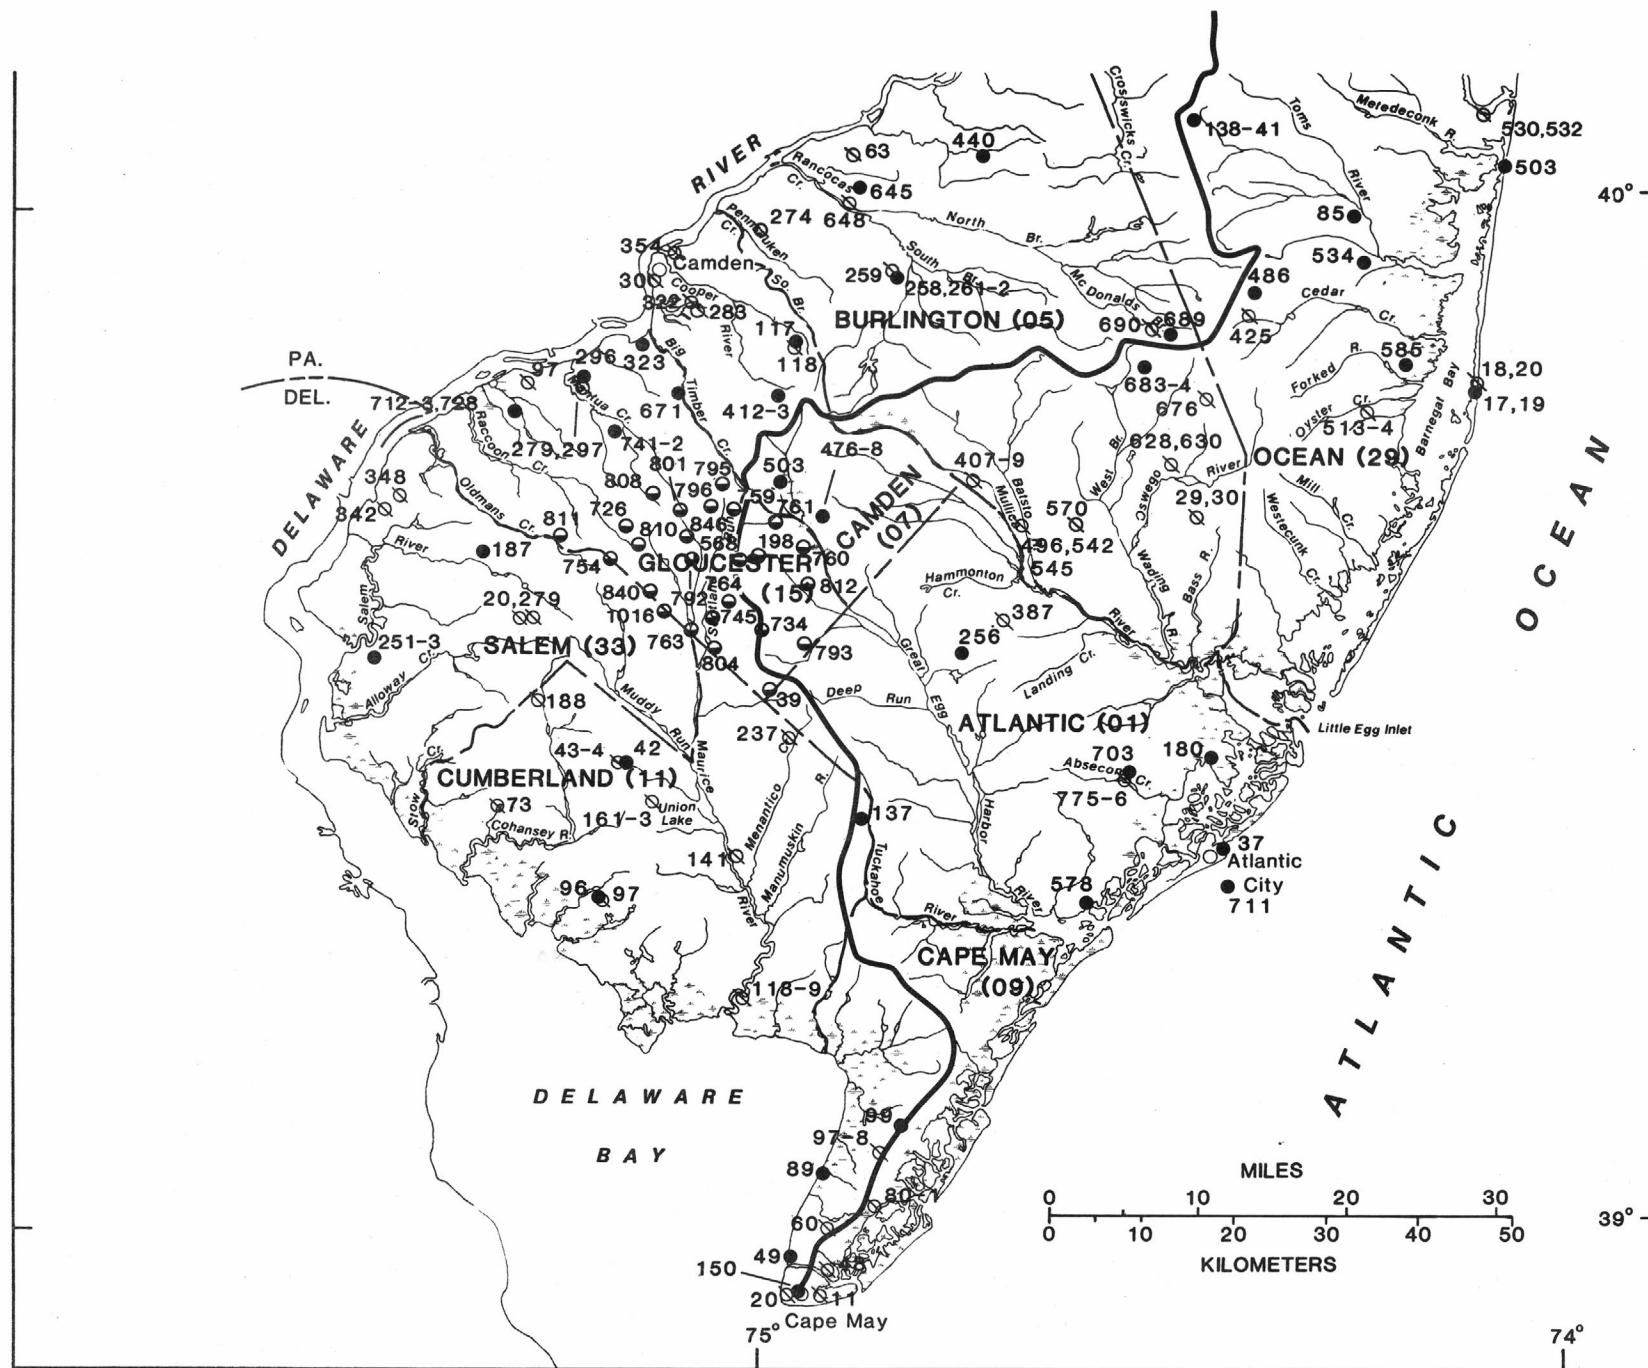 Crosswicks Cr.
Toms
River
Metedeconk R.
530,532
138-41
440
63
503
RIVER
Rancocas
Cr.
645
85
274
648
North
Br.
Pennsauken
Cr.
354
Camden
So. Br.
534
South
Br.
259
258,261-2
486
Mc Donalds
Br.
Cedar
Cr.
30
Cooper
River
322
283
BURLINGTON (05)
690
689
425
117
118
PA.
DEL.
97
296
323
Big
Timber
Cr.
Forked
R.
585
18,20
17,19
683-4
676
712-3,728
Mantua Cr.
671
412-3
Oyster
Cr.
513-4
Barnegat Bay
Raccoon
Cr.
279,297
741-2
476-8
628,630
West
Br.
Oswego
River
OCEAN (29)
DELAWARE
348
342
801
795
503
407-9
808
796
759
CAMDEN
(07)
Batsto
Mullica
Mill
Cr.
Oldmans
Cr.
726
846
761
570
29,30
Westecunk
Cr.
811
810
568
198
496,542
545
River
187
754
GLOUCESTER
(15)
760
Wading
R.
Bass R.
OCEAN
Salem
840
764
812
Hammonton
Cr.
20,279
792
1016
745
734
387
River
SALEM (33)
251-3
763
793
256
Great
Egg
Harbor
River
Alloway
Cr.
804
Landing Cr.
188
Muddy
Run
39
Deep
Run
237
ATLANTIC (01)
Little Egg Inlet
43-4
42
703
180
Absecon
Cr.
CUMBERLAND (11)
Maurice
River
Stow
Cr.
73
775-6
Cohansey R.
161-3
Union
Lake
Menantico
Cr.
Manumuskin
R.
137
141
Tuckahoe
River
37
Atlantic
City
711
96
97
578
CAPE MAY
(09)
118-9
ATLANTIC
DELAWARE
BAY
99
97-8
89
80
60
49
48
150
20
11
Cape May
MILES
0 10 20 30
0 10 20 30 40 50
KILOMETERS
40°
39°
75°
74°